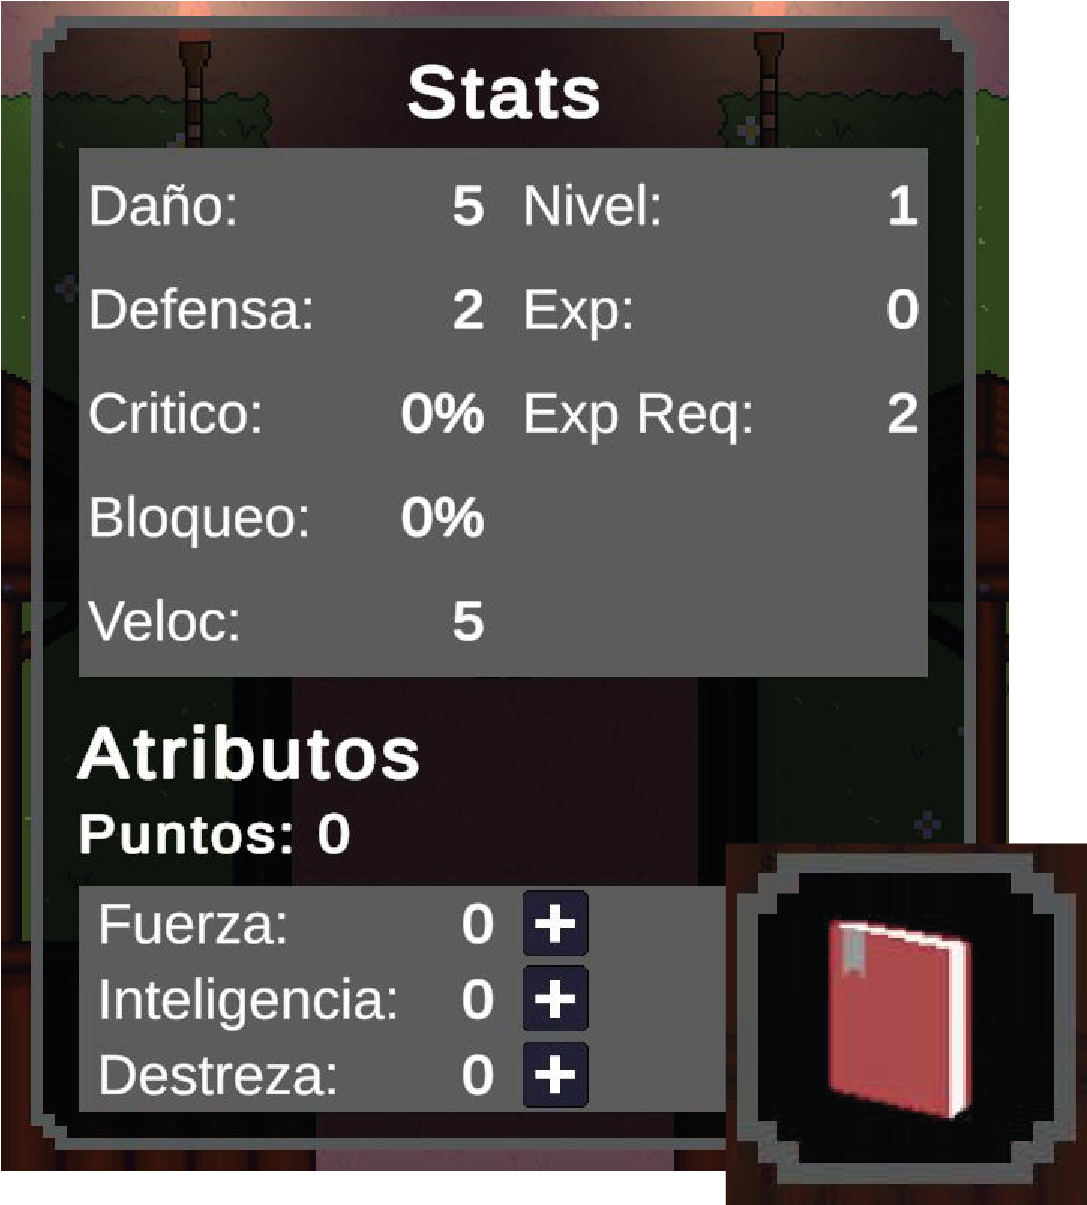 Stats
Daño: 5 Nivel: 1
Defensa: 2 Exp: 0
Critico: 0% Exp Req: 2
Bloqueo: 0%
Veloc: 5
Atributos
Puntos: 0
Fuerza: 0 +
Inteligencia: 0 +
Destreza: 0 +